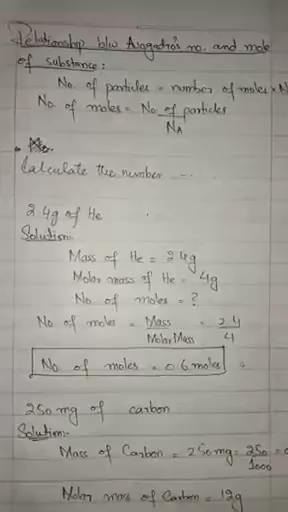 Relationship b/w Avogadro's no. and mole
of substance:
No. of particles = number of moles × N
No. of moles = No. of particles
NA
Calculate the number ....
2.4g of He
Solution:-
Mass of He = 2.4g
Molar mass of He = 4g
No. of moles = ?
No of moles = Mass = 2.4
Molar Mass 4
No of moles = 0.6 moles
250 mg of carbon
Solution:-
Mass of Carbon = 250 mg = 250 =
1000
Molar mass of Carbon = 12g